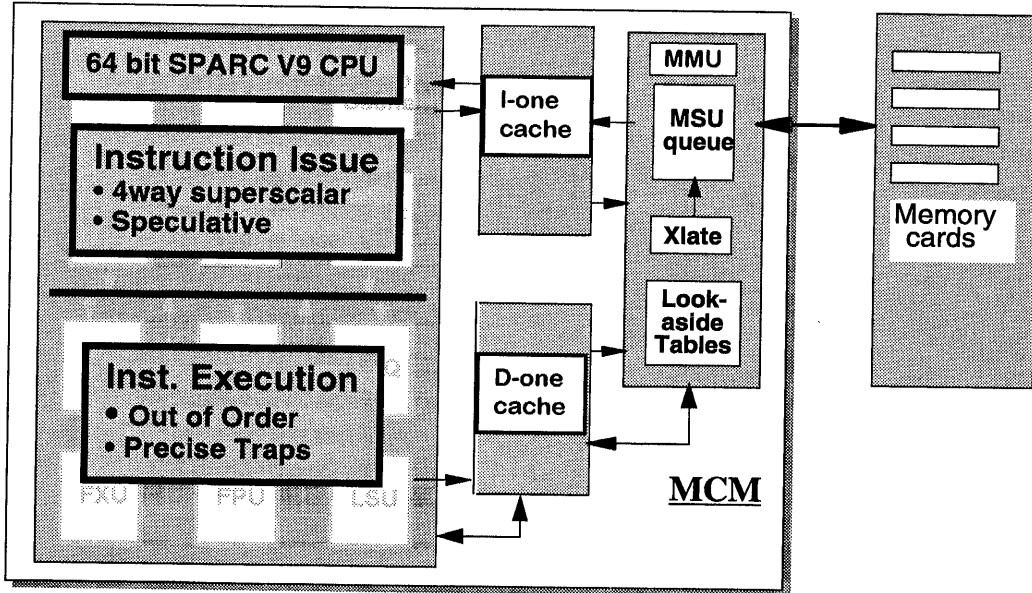 64 bit SPARC V9 CPU
Instruction Issue
• 4way superscalar
• Speculative
Inst. Execution
• Out of Order
• Precise Traps
FXU
FPU
LSU
I-one
cache
D-one
cache
MMU
MSU
queue
Xlate
Look-
aside
Tables
MCM
Memory
cards